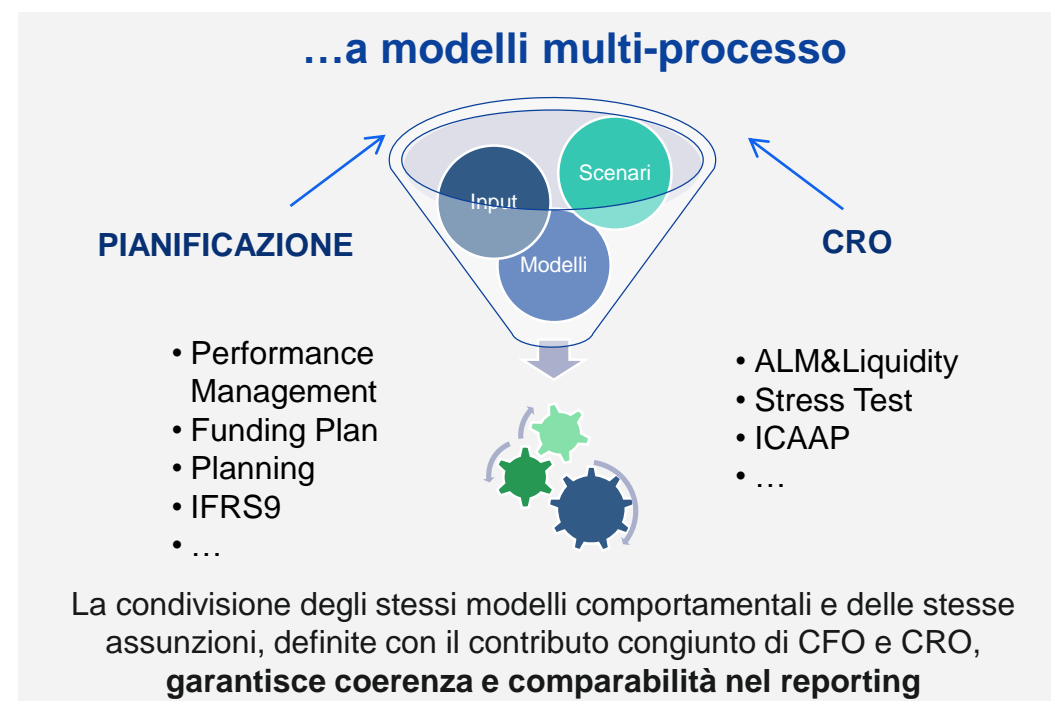 …a modelli multi-processo
Scenari
Input
Modelli
PIANIFICAZIONE
CRO
• Performance
Management
• Funding Plan
• Planning
• IFRS9
• …
• ALM&Liquidity
• Stress Test
• ICAAP
• …
La condivisione degli stessi modelli comportamentali e delle stesse
assunzioni, definite con il contributo congiunto di CFO e CRO,
garantisce coerenza e comparabilità nel reporting